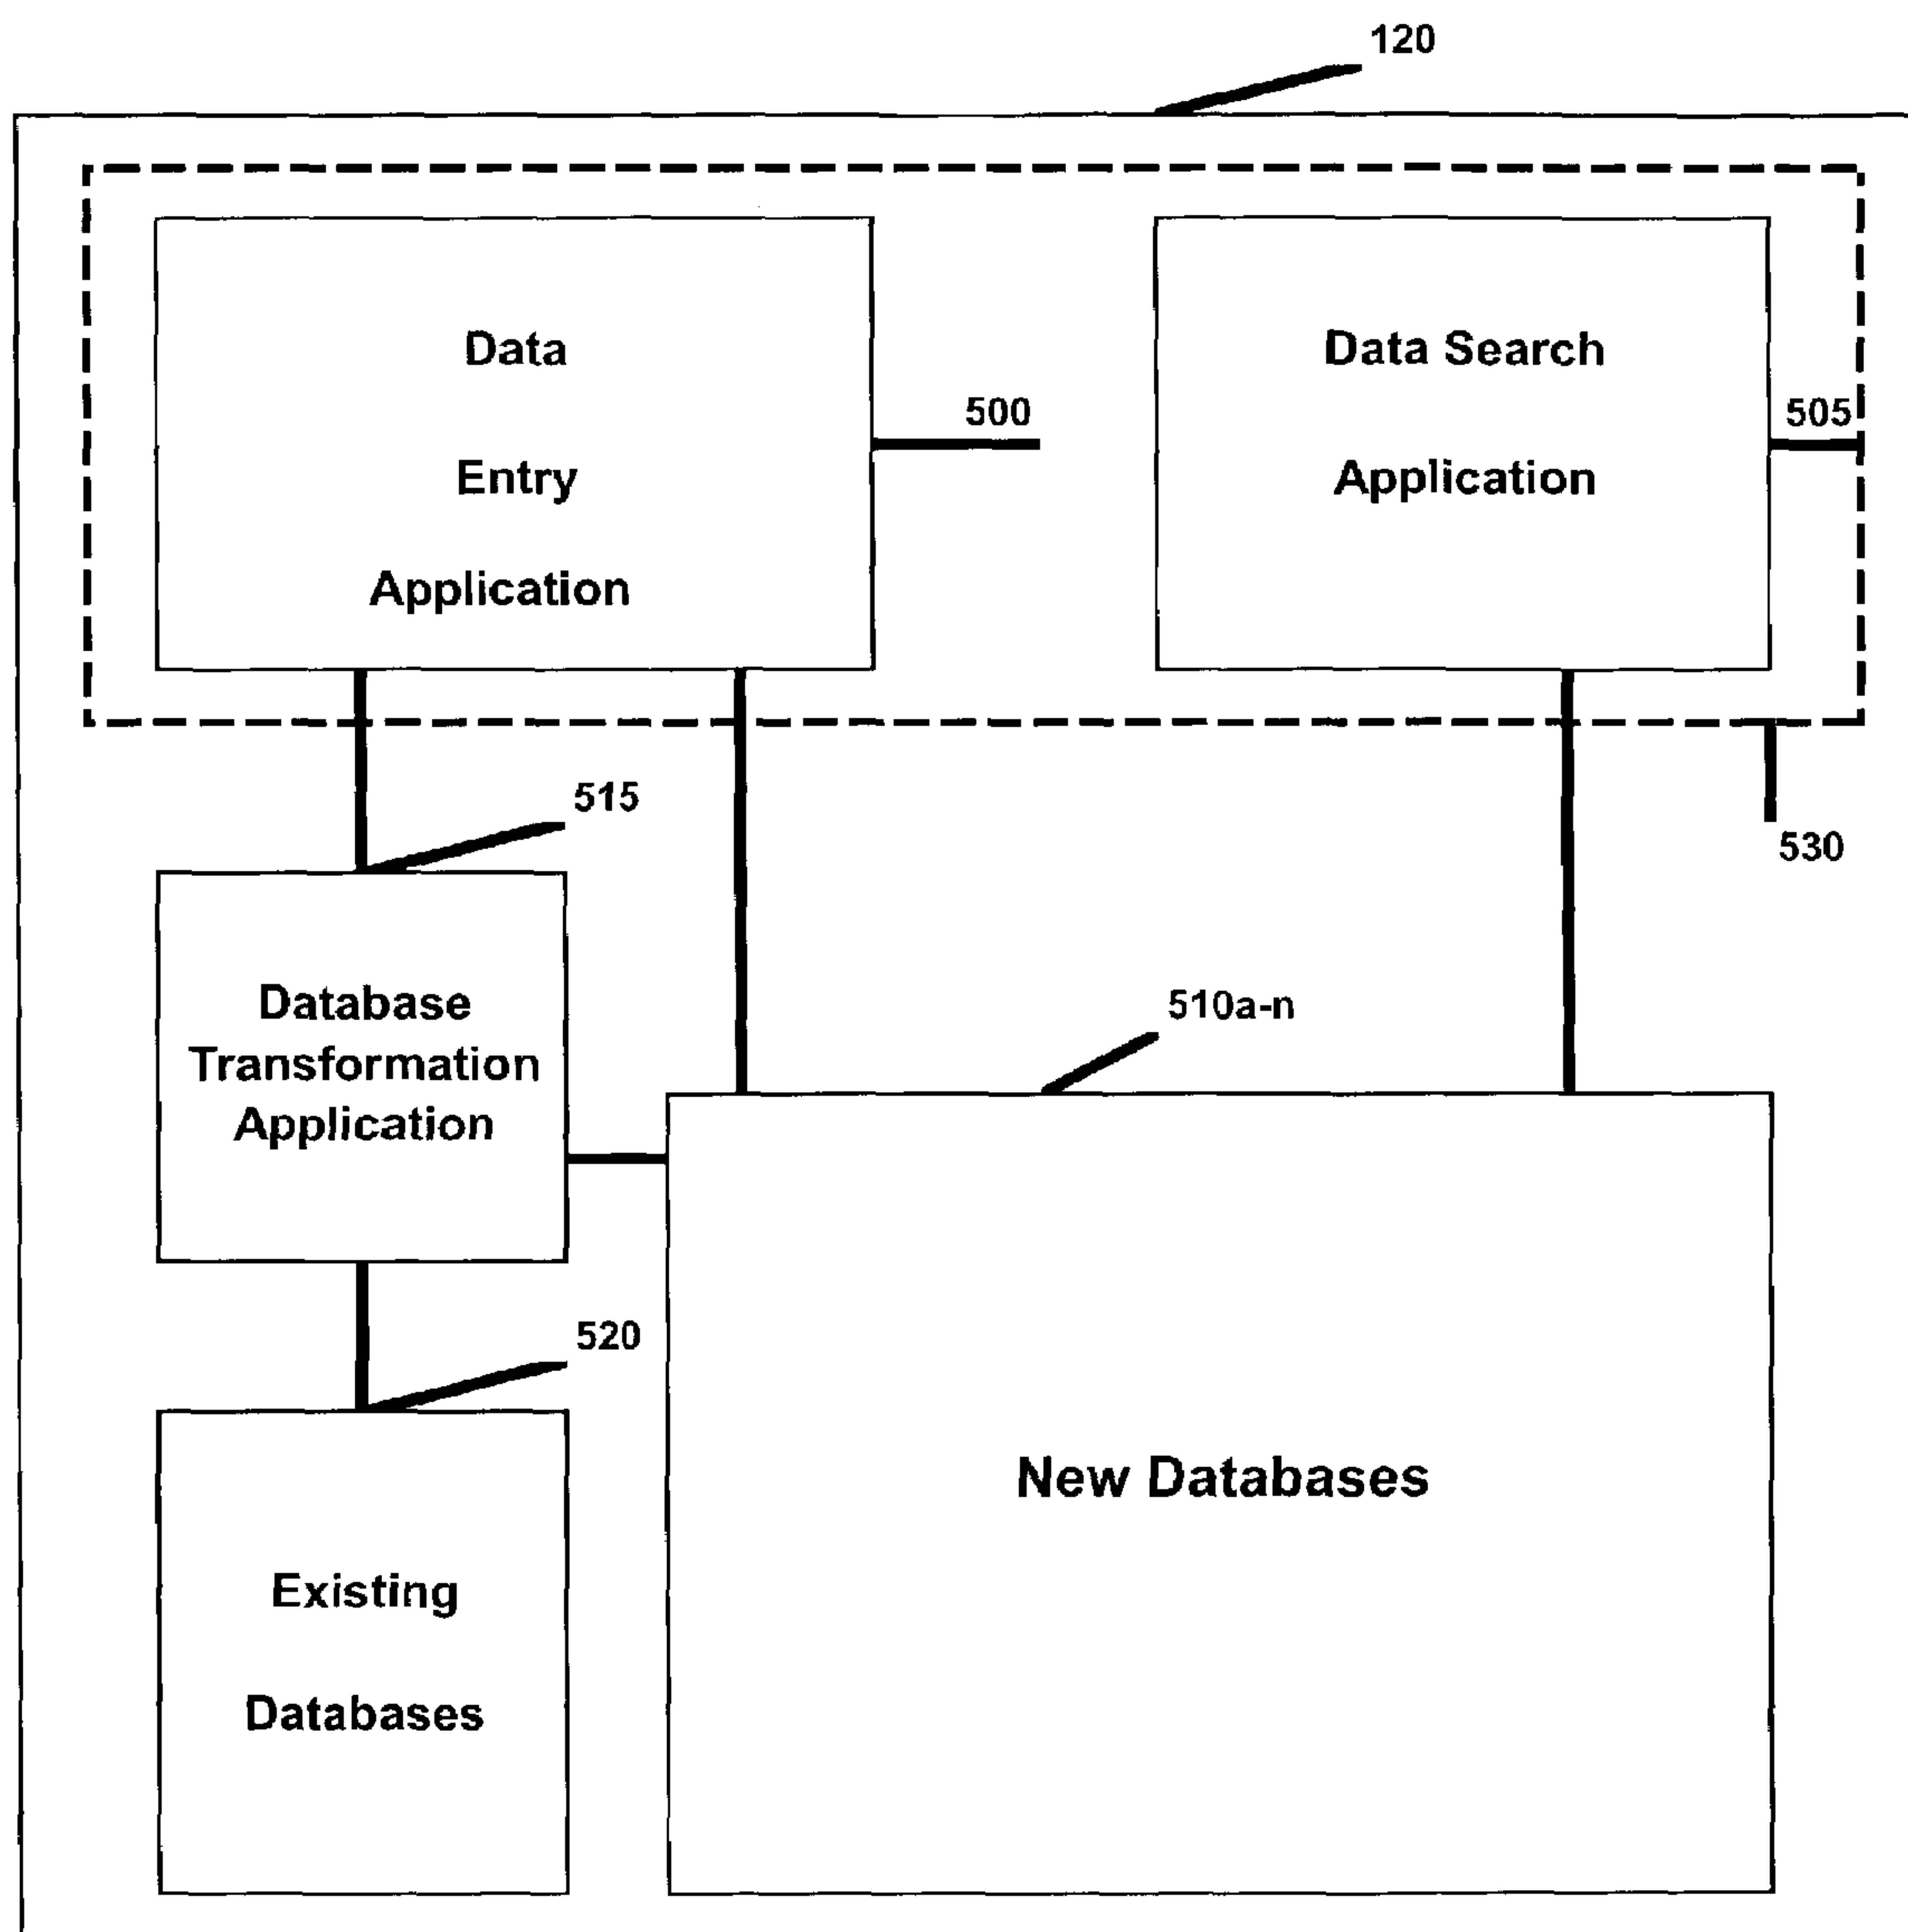 120
Data
Entry
Application
500
Data Search
Application
505
530
515
Database
Transformation
Application
510a-n
520
New Databases
Existing
Databases